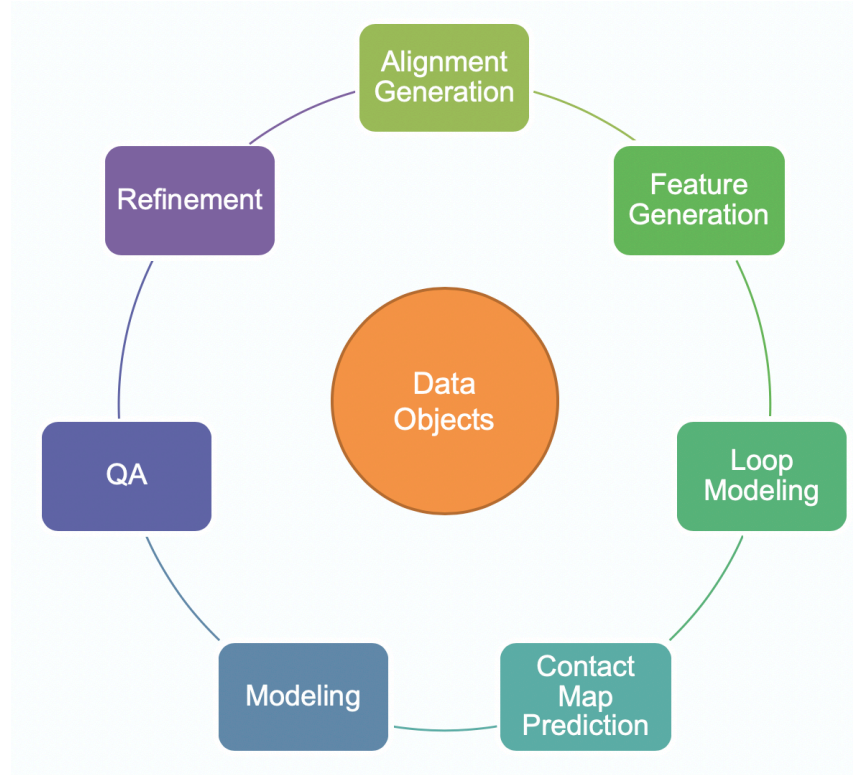 Alignment
Generation
Feature
Generation
Loop
Modeling
Contact
Map
Prediction
Modeling
QA
Refinement
Data
Objects